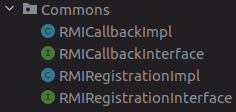 Commons
RMICallbackImpl
RMICallbackInterface
RMIRegistrationImpl
RMIRegistrationInterface